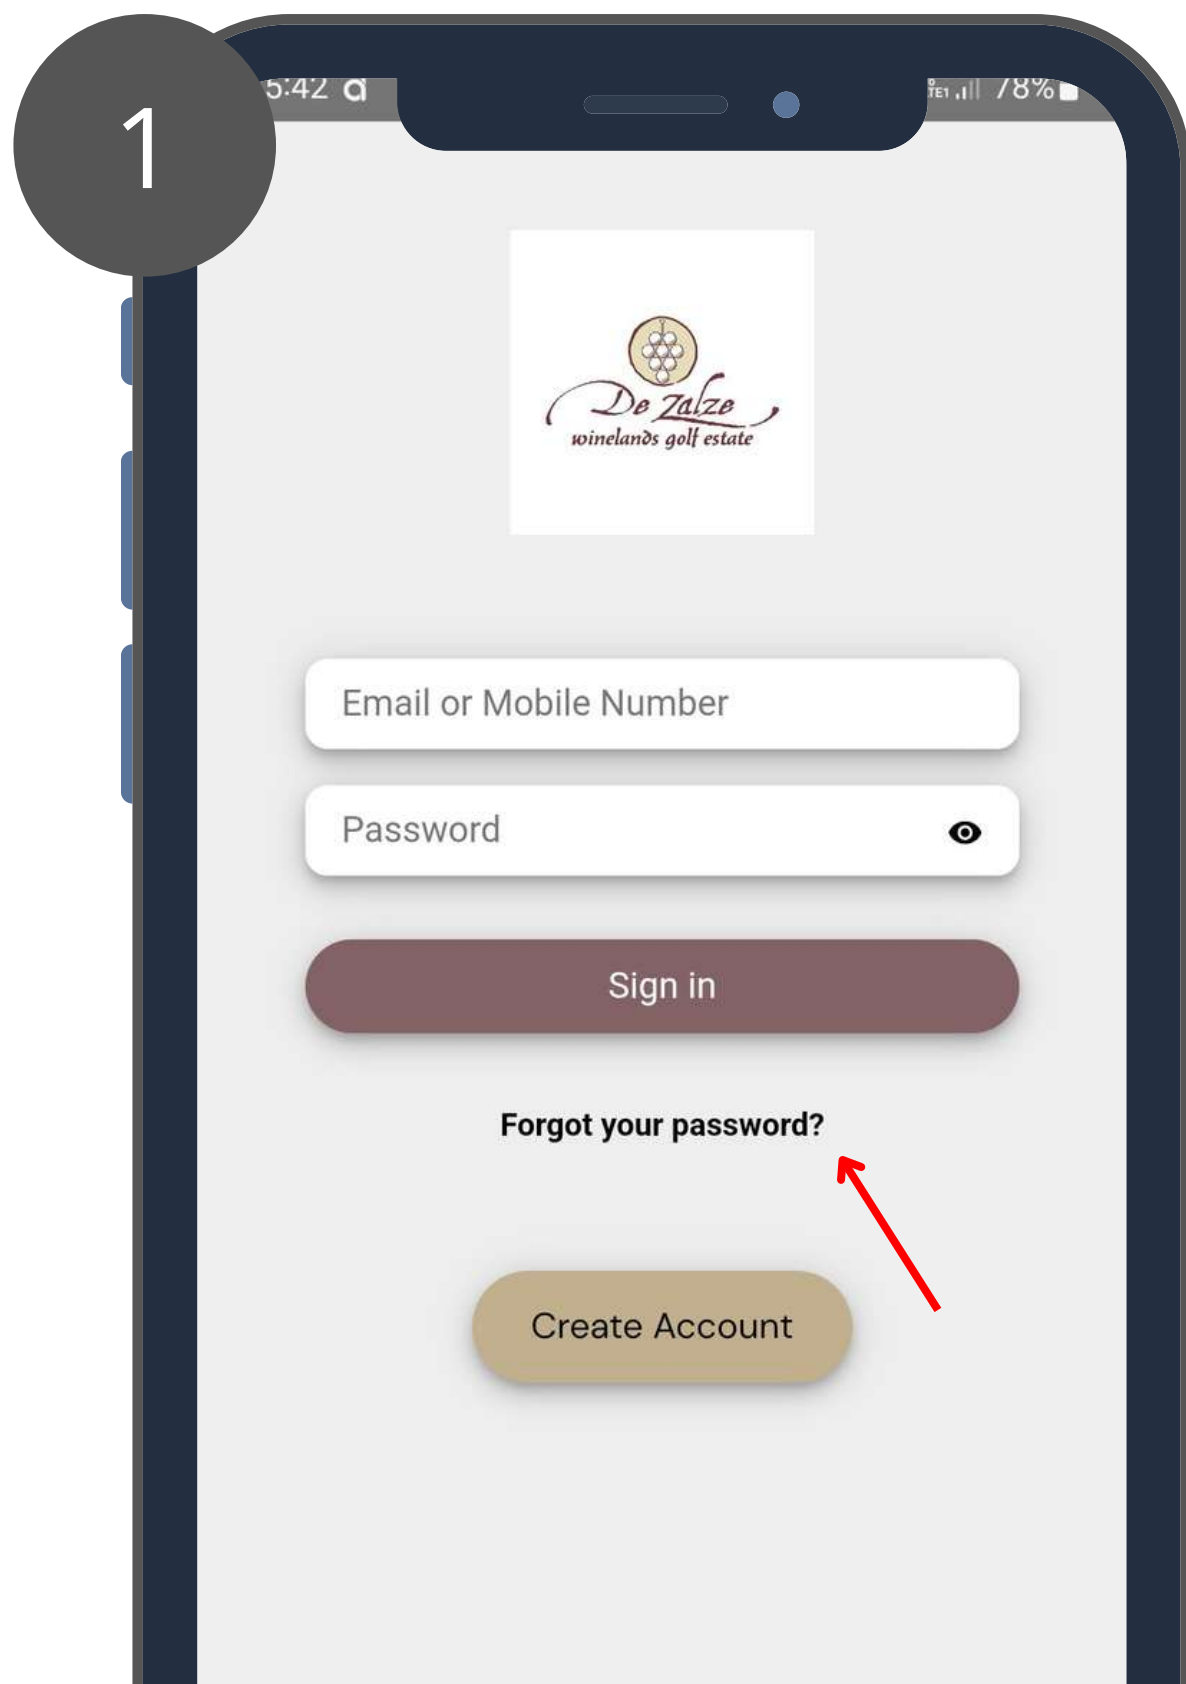 1
5:42
78%
De Zalze
winelands golf estate
Email or Mobile Number
Password
Sign in
Forgot your password?
Create Account